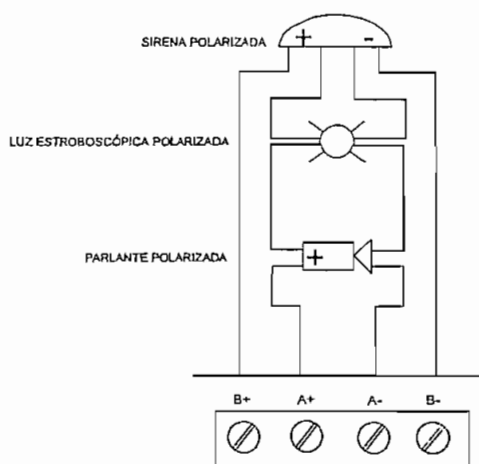 SIRENA POLARIZADA
+ -
LUZ ESTROBOSCÓPICA POLARIZADA
PARLANTE POLARIZADA
+
B+ A+ A- B-